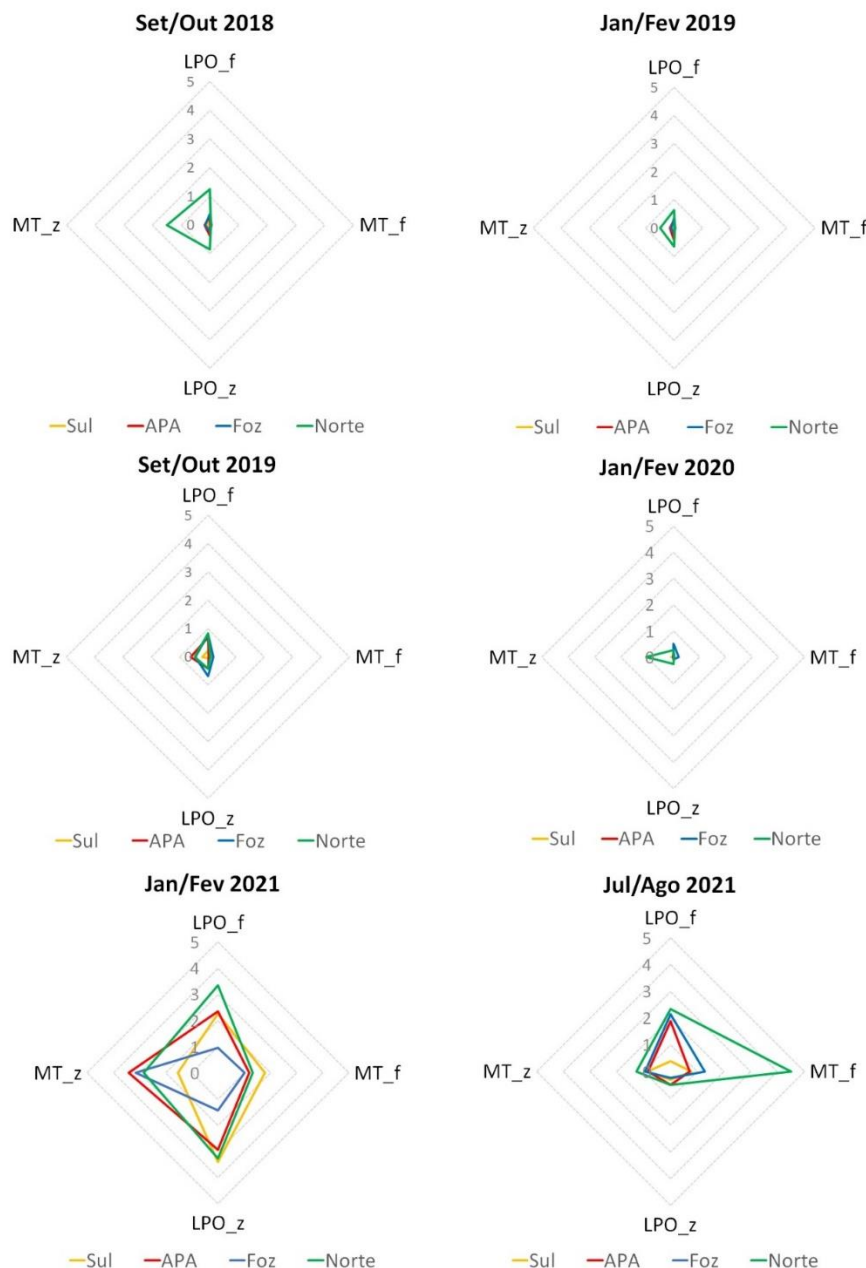 Set/Out 2018
LPO_f
5
4
3
2
1
0
MT_z
MT_f
LPO_z
Sul APA Foz Norte
Jan/Fev 2019
LPO_f
5
4
3
2
1
0
MT_z
MT_f
LPO_z
Sul APA Foz Norte
Set/Out 2019
LPO_f
5
4
3
2
1
0
MT_z
MT_f
LPO_z
Sul APA Foz Norte
Jan/Fev 2020
LPO_f
5
4
3
2
1
0
MT_z
MT_f
LPO_z
Sul APA Foz Norte
Jan/Fev 2021
LPO_f
5
4
3
2
1
0
MT_z
MT_f
LPO_z
Sul APA Foz Norte
Jul/Ago 2021
LPO_f
5
4
3
2
1
0
MT_z
MT_f
LPO_z
Sul APA Foz Norte